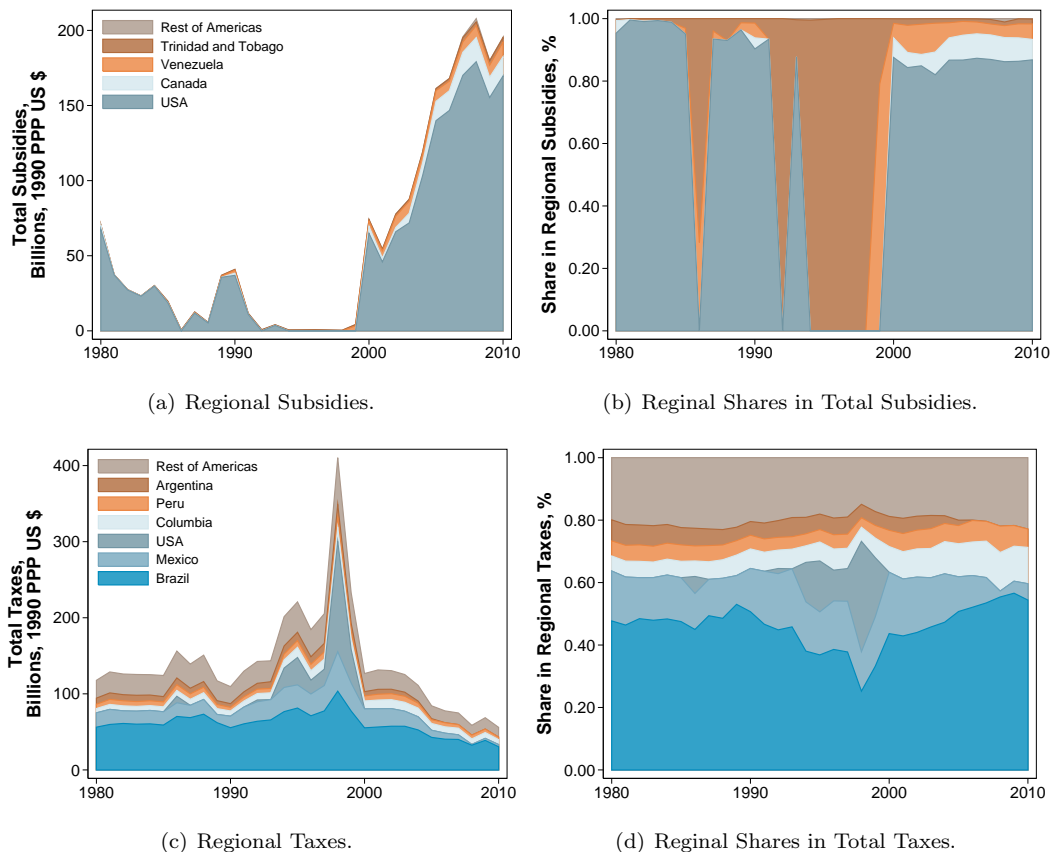 Total Subsidies,
Billions, 1990 PPP US $
200
150
100
50
0
Rest of Americas
Trinidad and Tobago
Venezuela
Canada
USA
1980 1990 2000 2010
(a) Regional Subsidies.
Share in Regional Subsidies, %
1.00
0.80
0.60
0.40
0.20
0.00
1980 1990 2000 2010
(b) Reginal Shares in Total Subsidies.
Total Taxes,
Billions, 1990 PPP US $
400
300
200
100
0
Rest of Americas
Argentina
Peru
Columbia
USA
Mexico
Brazil
1980 1990 2000 2010
(c) Regional Taxes.
Share in Regional Taxes, %
1.00
0.80
0.60
0.40
0.20
0.00
1980 1990 2000 2010
(d) Reginal Shares in Total Taxes.